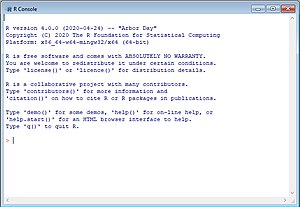 R Console
R version 4.0.0 (2020-04-24) -- "Arbor Day"
Copyright (C) 2020 The R Foundation for Statistical Computing
Platform: x86_64-w64-mingw32/x64 (64-bit)
R is free software and comes with ABSOLUTELY NO WARRANTY.
You are welcome to redistribute it under certain conditions.
Type 'license()' or 'licence()' for distribution details.
R is a collaborative project with many contributors.
Type 'contributors()' for more information and
'citation()' on how to cite R or R packages in publications.
Type 'demo()' for some demos, 'help()' for on-line help, or
'help.start()' for an HTML browser interface to help.
Type 'q()' to quit R.
>